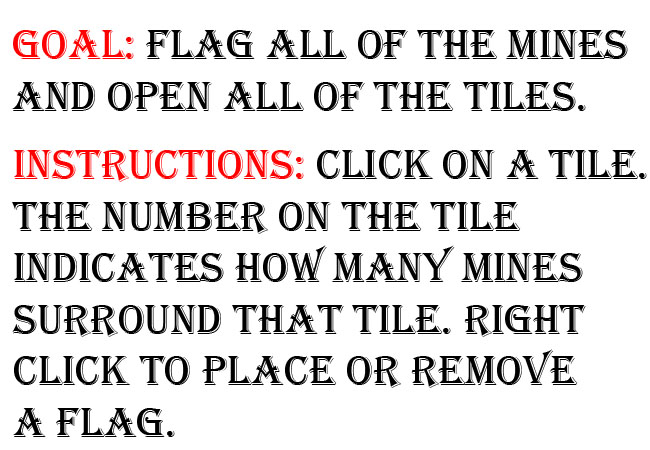 GOAL: FLAG ALL OF THE MINES
AND OPEN ALL OF THE TILES.
INSTRUCTIONS: CLICK ON A TILE.
THE NUMBER ON THE TILE
INDICATES HOW MANY MINES
SURROUND THAT TILE. RIGHT
CLICK TO PLACE OR REMOVE
A FLAG.